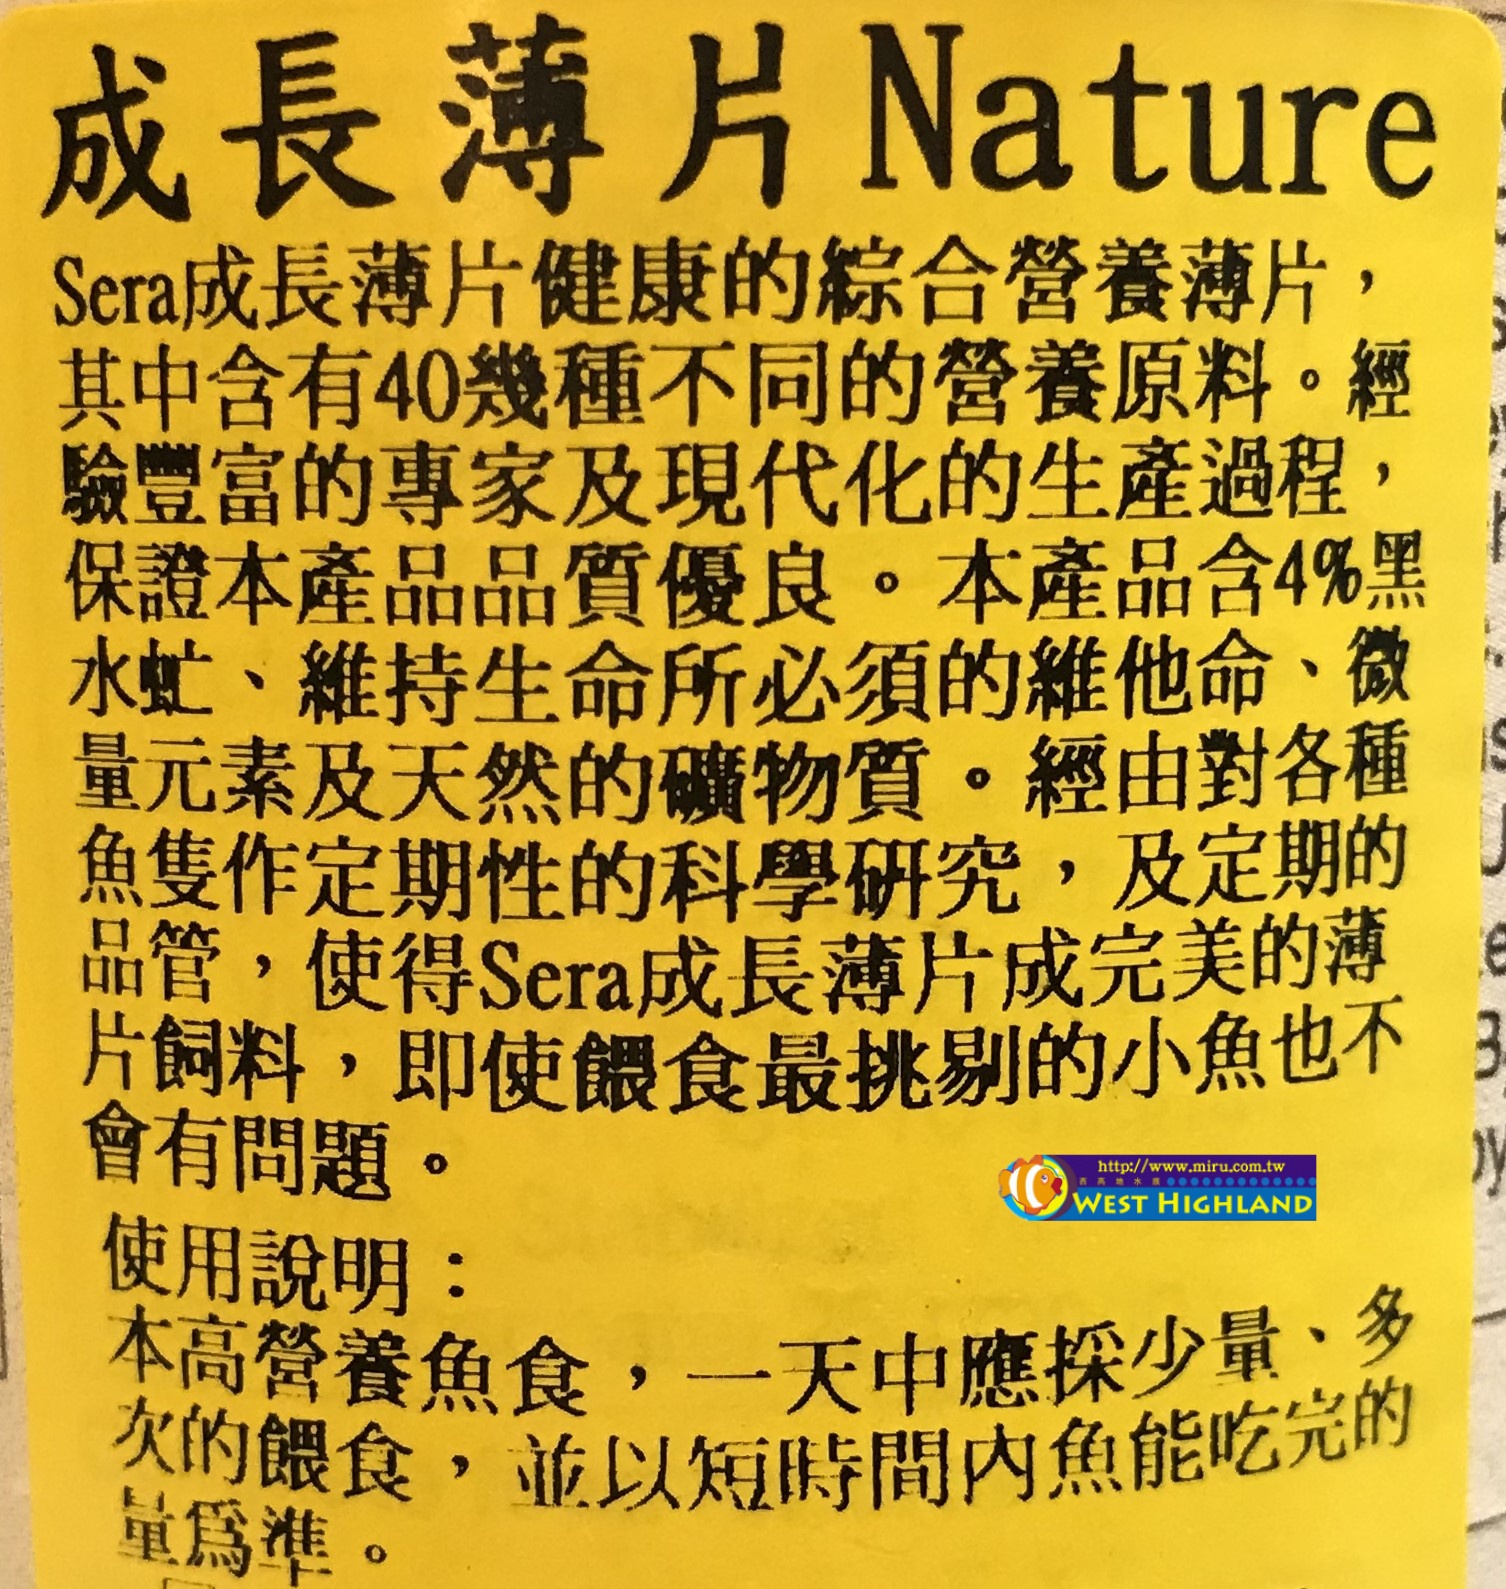 成長薄片Nature
Sera成長薄片健康的綜合營養薄片，
其中含有40幾種不同的營養原料。經
驗豐富的專家及現代化的生產過程，
保證本產品品質優良。本產品含4%黑
水虻、維持生命所必須的維他命、微
量元素及天然的礦物質。經由對各種
魚隻作定期性的科學研究，及定期的
品管，使得Sera成長薄片成完美的薄
片飼料，即使餵食最挑剔的小魚也不
會有問題。
http://www.miru.com.tw
西高地水族
WEST HIGHLAND
使用說明：
本高營養魚食，一天中應採少量、多
次的餵食，並以短時間內魚能吃完的
量為準。